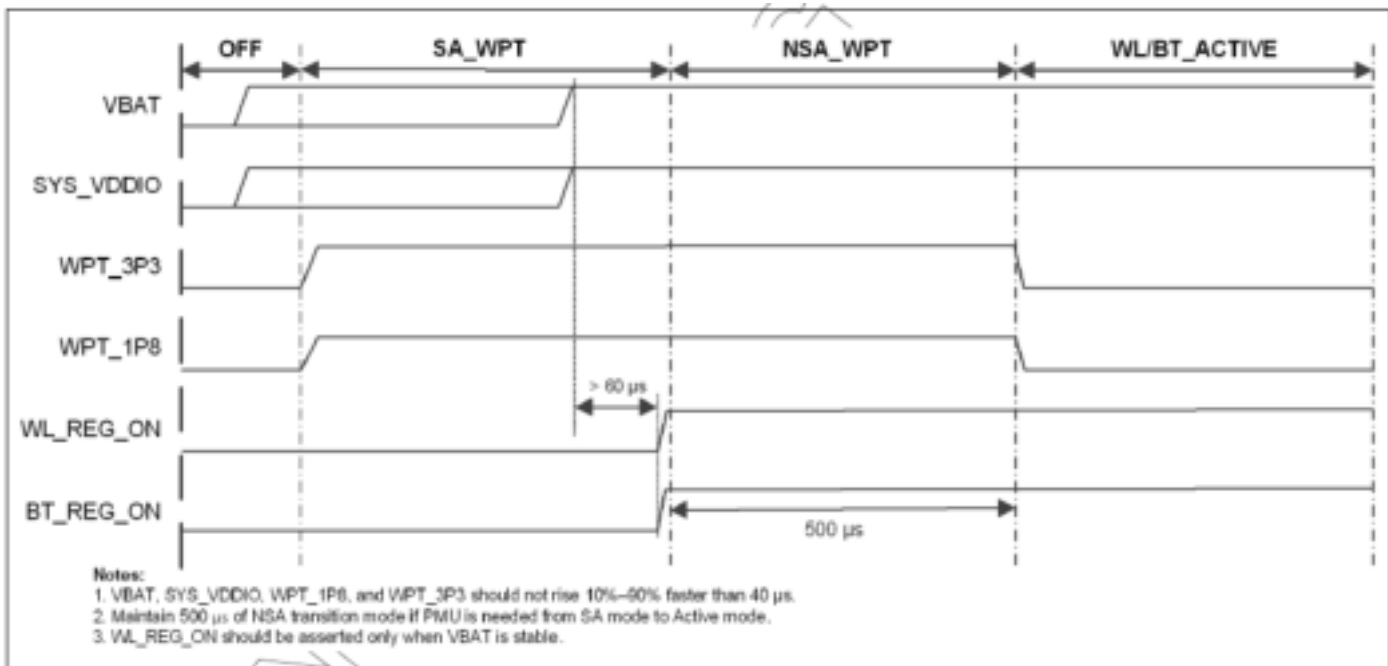 OFF SA_WPT NSA_WPT WL/BT_ACTIVE
VBAT
SYS_VDDIO
WPT_3P3
WPT_1P8
> 60 µs
WL_REG_ON
BT_REG_ON
500 µs
Notes:
1. VBAT, SYS_VDDIO, WPT_1P8, and WPT_3P3 should not rise 10%–90% faster than 40 µs.
2. Maintain 500 µs of NSA transition mode if PMU is needed from SA mode to Active mode.
3. WL_REG_ON should be asserted only when VBAT is stable.